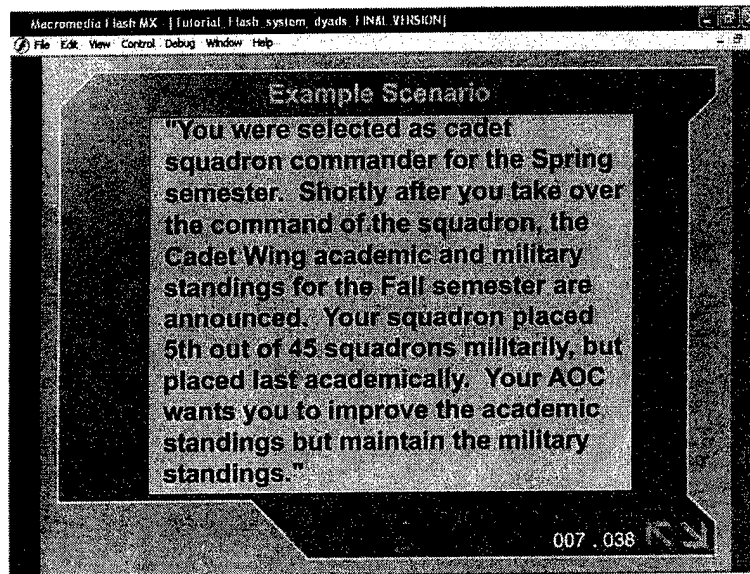 Macromedia Flash MX - [Tutorial_Flash_system_dyads_FINAL VERSION]
File Edit View Control Debug Window Help
Example Scenario
"You were selected as cadet
squadron commander for the Spring
semester. Shortly after you take over
the command of the squadron, the
Cadet Wing academic and military
standings for the Fall semester are
announced. Your squadron placed
5th out of 45 squadrons militarily, but
placed last academically. Your AOC
wants you to improve the academic
standings but maintain the military
standings."
007 . 038